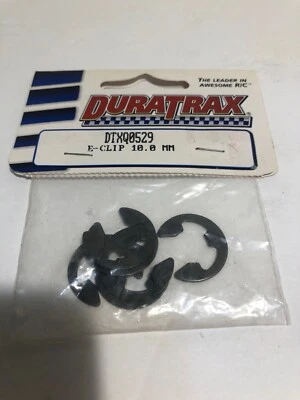 THE LEADER IN
AWESOME R/C
DURATRAX
DTXQ0529
E-CLIP 10.0 MM